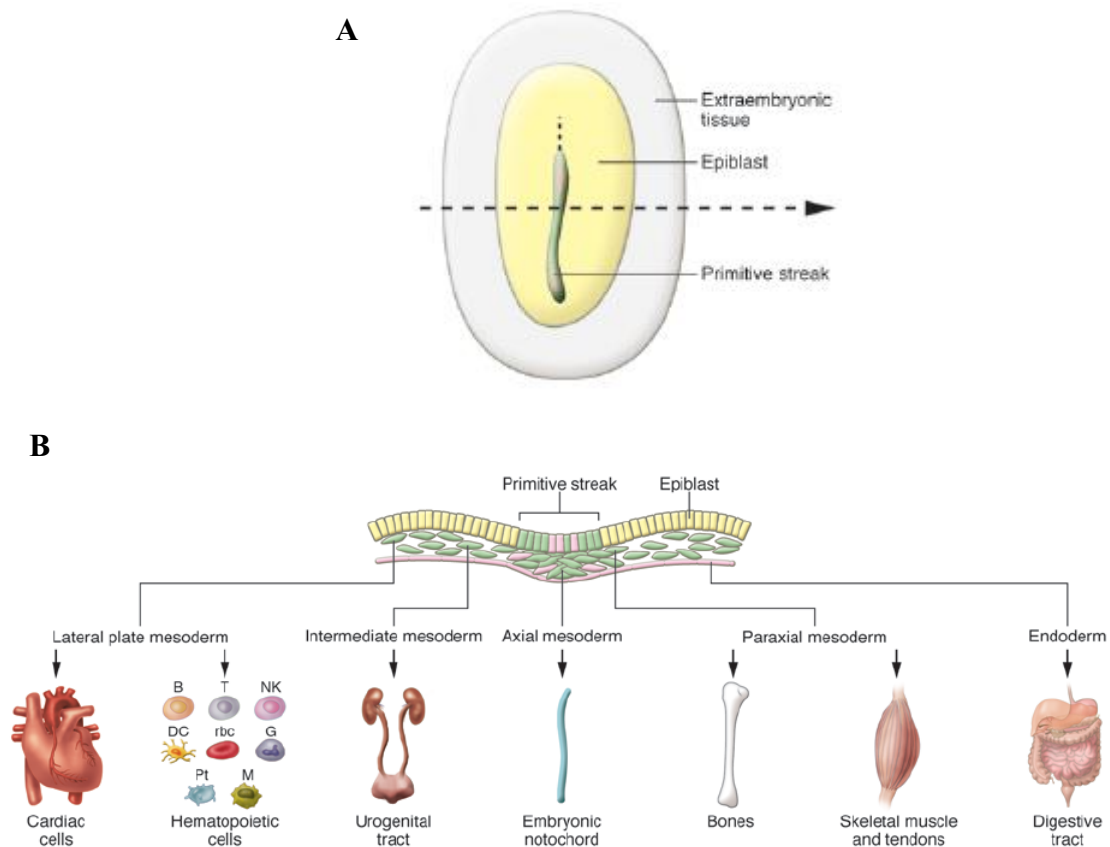 A
Extraembryonic
tissue
Epiblast
Primitive streak
B
Primitive streak
Epiblast
Lateral plate mesoderm
Intermediate mesoderm
Axial mesoderm
Paraxial mesoderm
Endoderm
B T NK
DC rbc G
Pt M
Cardiac
cells
Hematopoietic
cells
Urogenital
tract
Embryonic
notochord
Bones
Skeletal muscle
and tendons
Digestive
tract